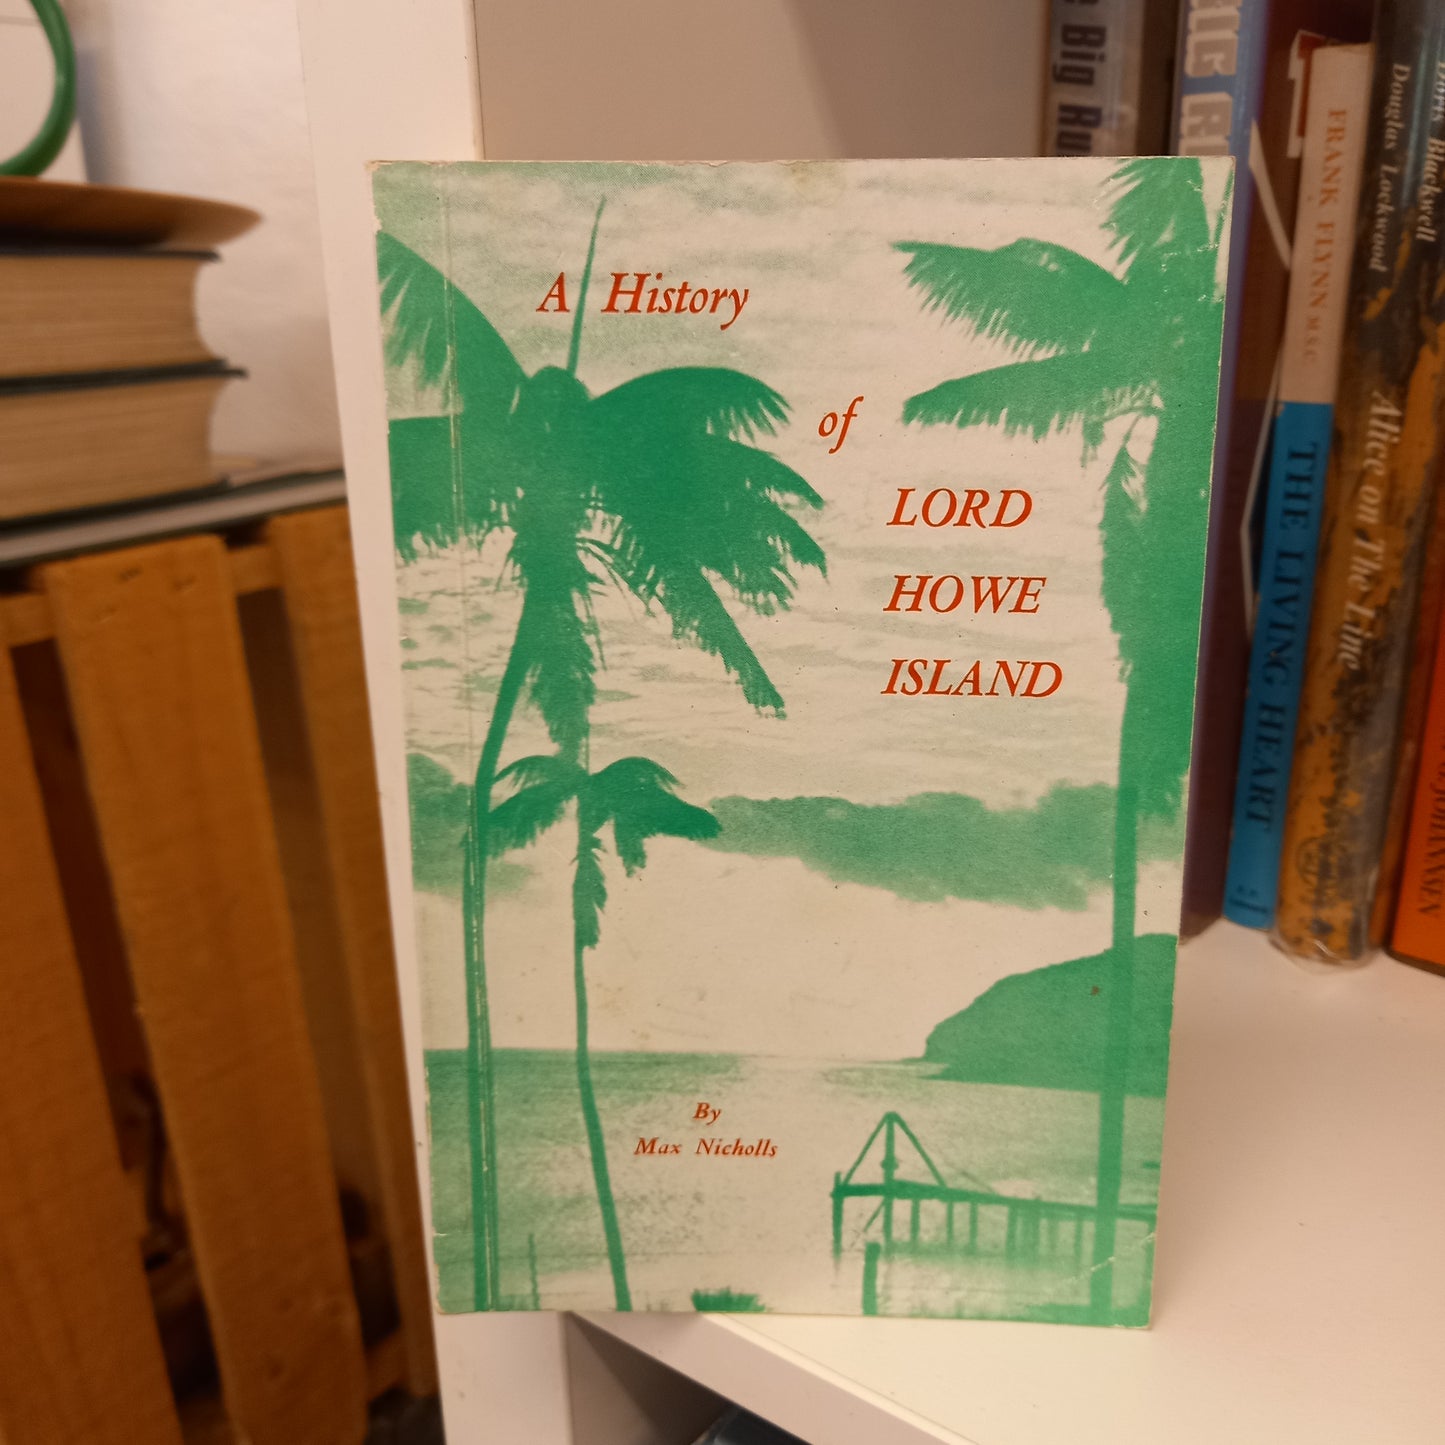 A History
of
LORD
HOWE
ISLAND
By
Max Nicholls
Big
FRANK FLYNN M.S.C.
THE LIVING HEART
Doris Blackwell
Douglas Lockwood
Alice on The Line